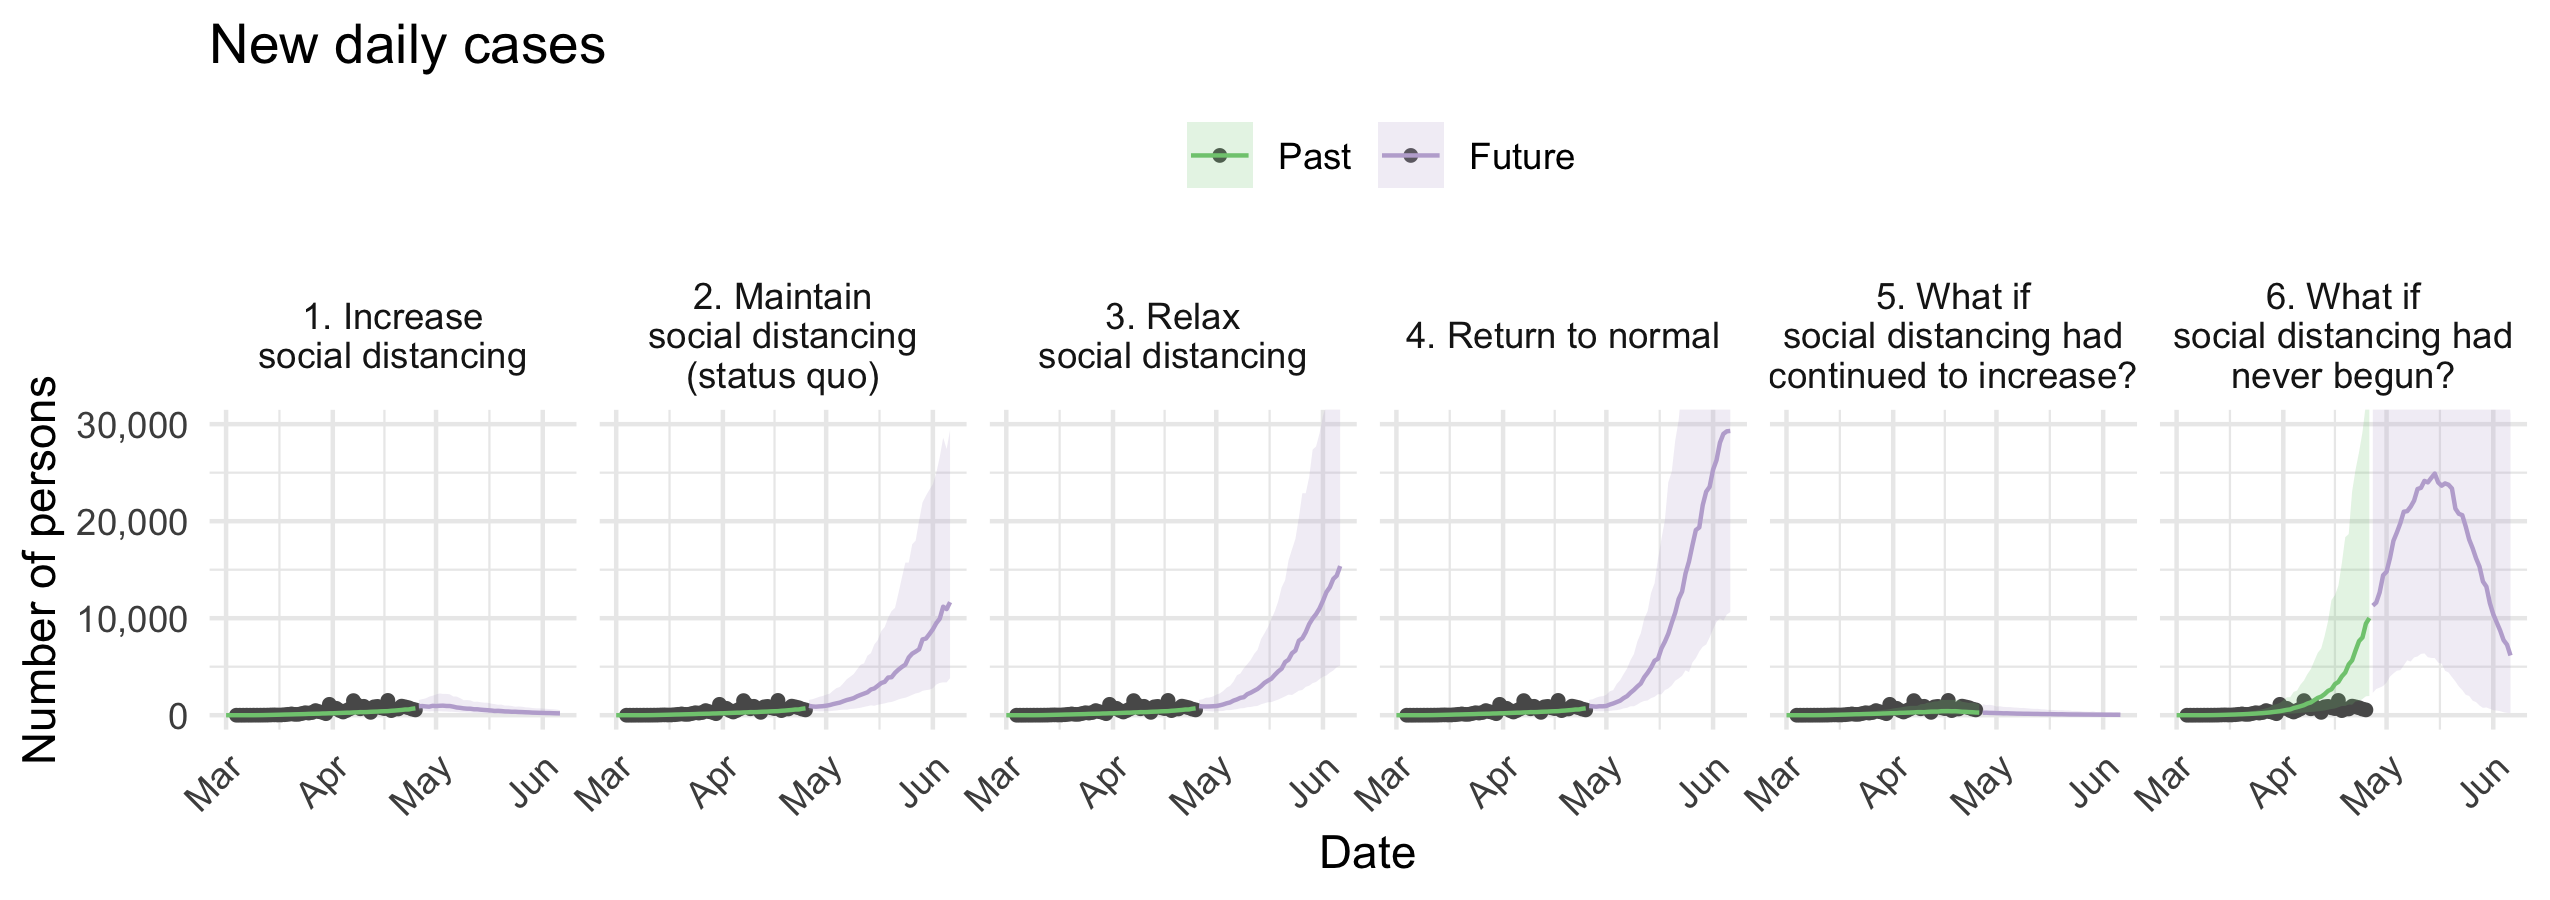 New daily cases
Past
Future
1. Increase
social distancing
2. Maintain
social distancing
(status quo)
3. Relax
social distancing
4. Return to normal
5. What if
social distancing had
continued to increase?
6. What if
social distancing had
never begun?
Number of persons
30,000
20,000
10,000
0
Mar
Apr
May
Jun
Mar
Apr
May
Jun
Mar
Apr
May
Jun
Mar
Apr
May
Jun
Mar
Apr
May
Jun
Mar
Apr
May
Jun
Date